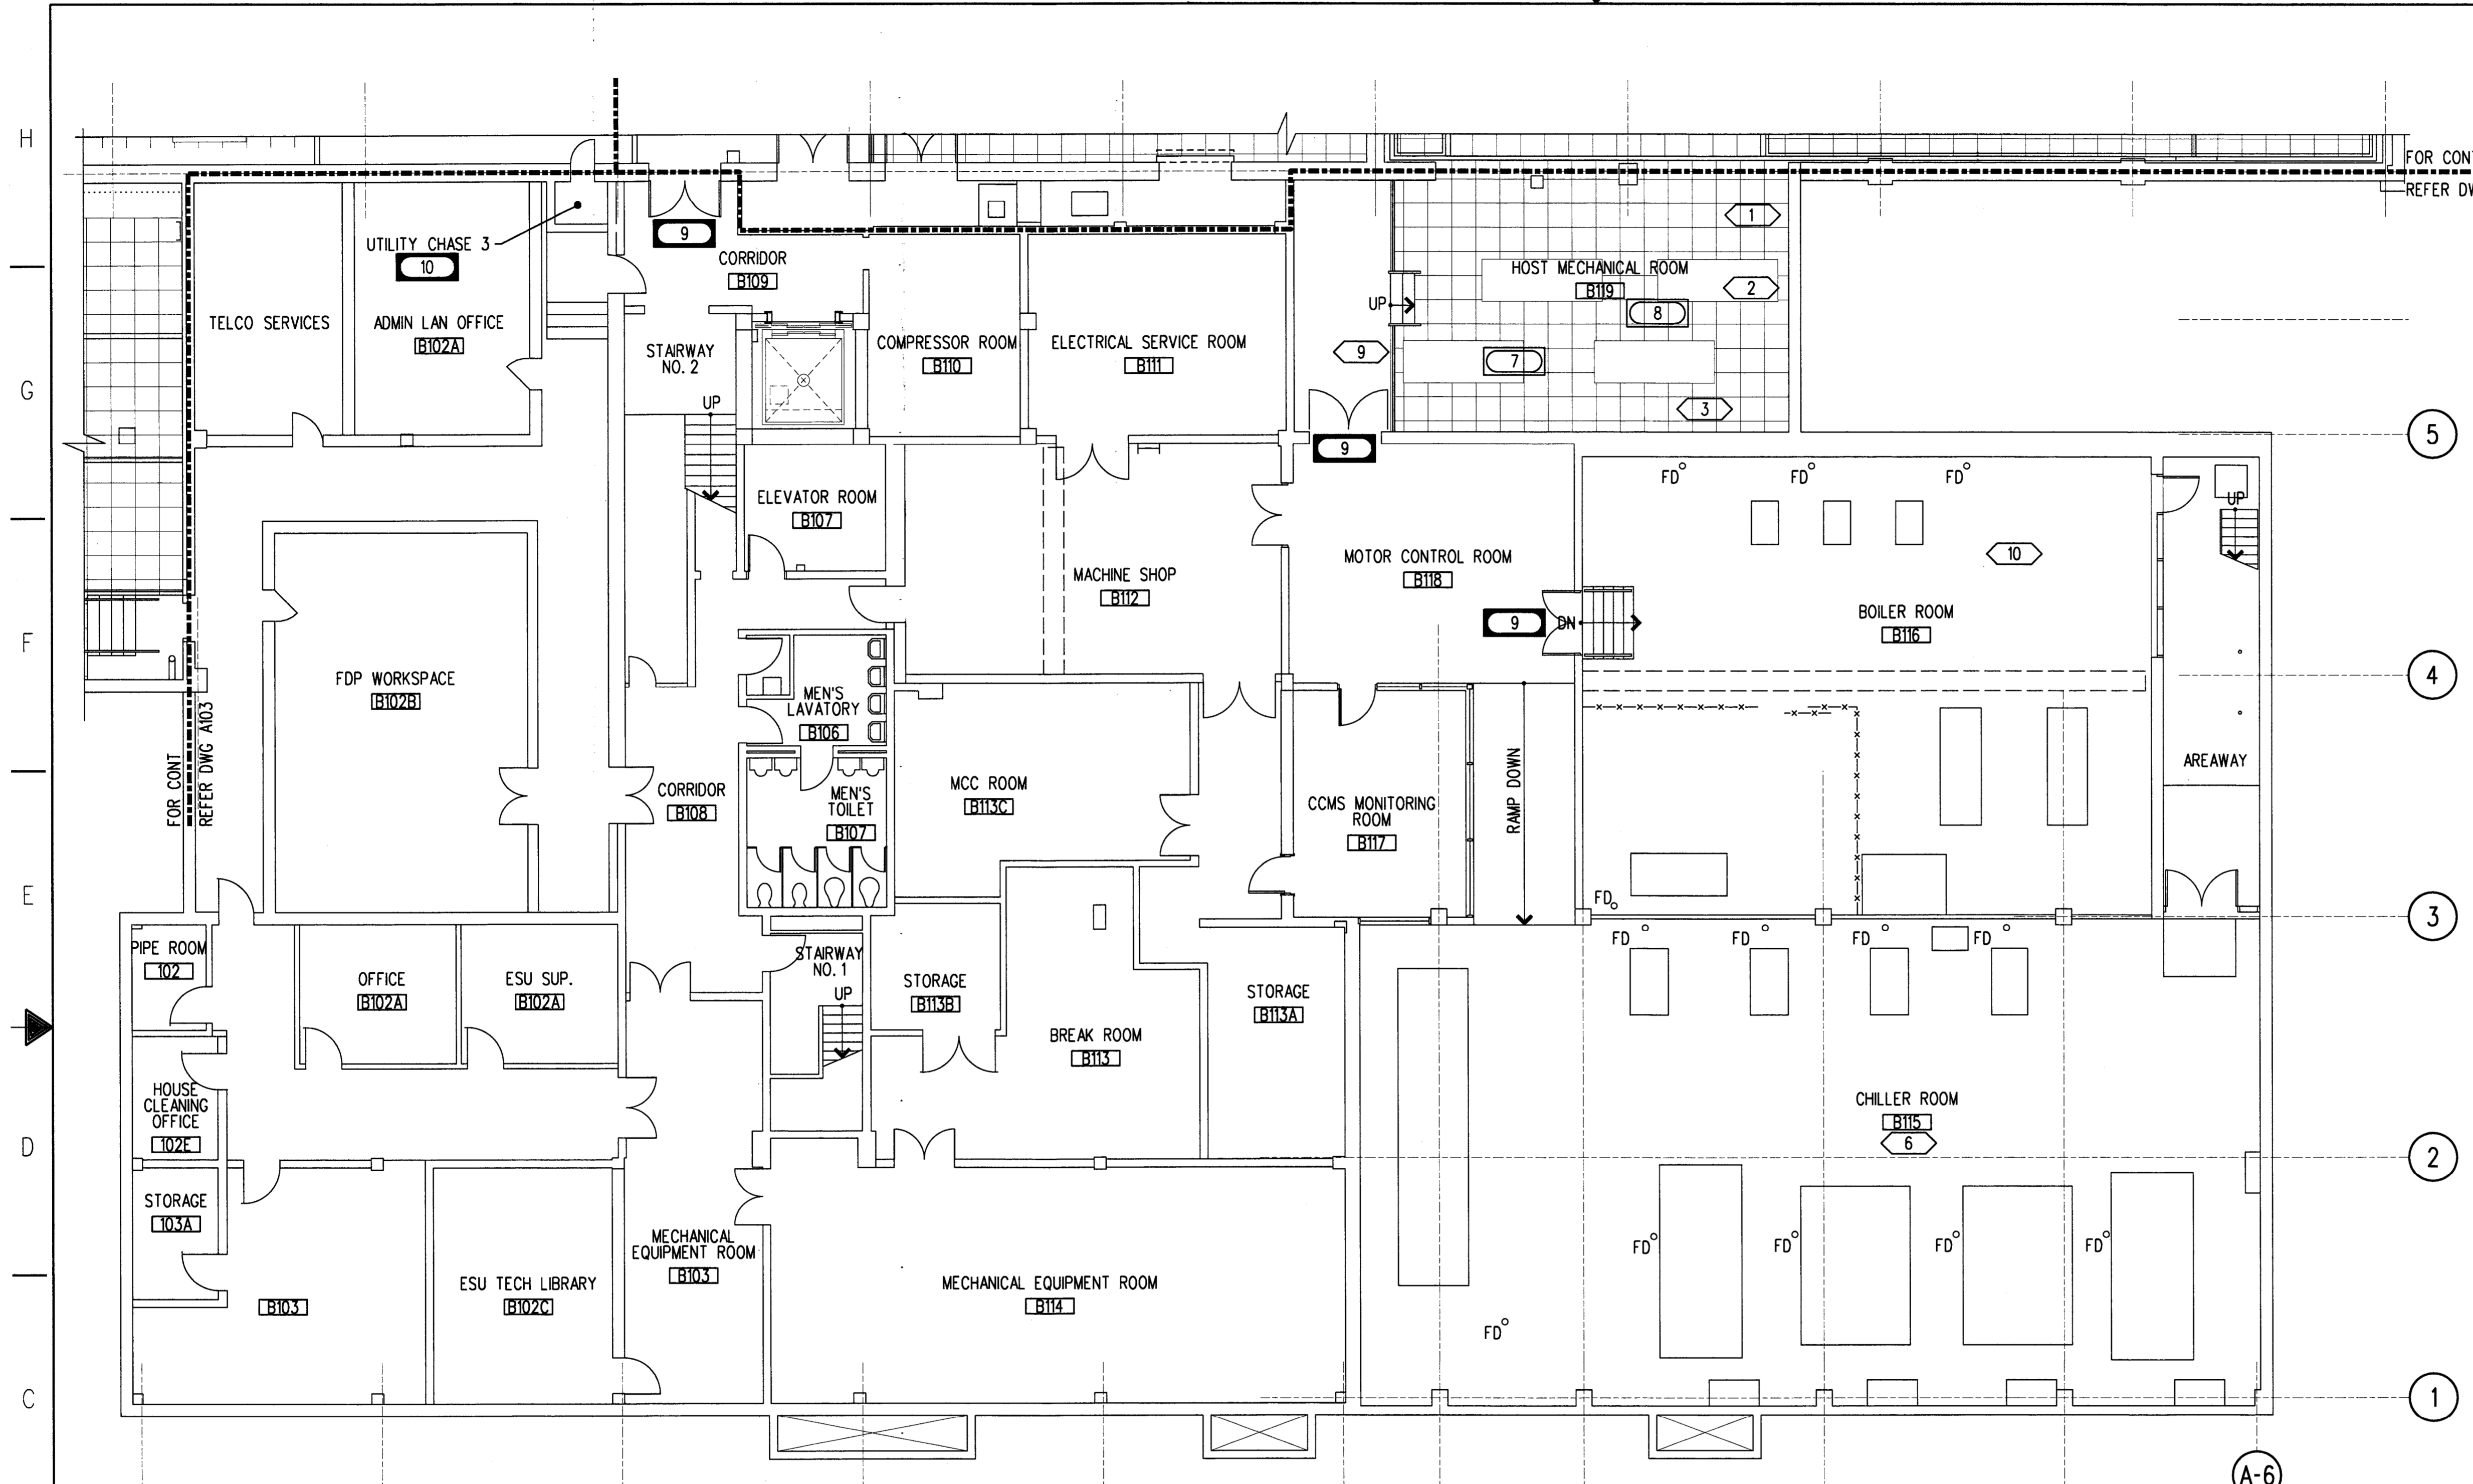 H
G
F
E
D
C
FOR CONT
REFER DW
UTILITY CHASE 3
10
9
CORRIDOR
B109
TELCO SERVICES
ADMIN LAN OFFICE
B102A
STAIRWAY
NO. 2
UP
COMPRESSOR ROOM
B110
ELECTRICAL SERVICE ROOM
B111
UP
9
9
HOST MECHANICAL ROOM
B119
1
2
8
7
3
5
ELEVATOR ROOM
B107
MACHINE SHOP
B112
MOTOR CONTROL ROOM
B118
9
DN
FD
FD
FD
10
BOILER ROOM
B116
UP
4
FDP WORKSPACE
B102B
FOR CONT
REFER DWG A103
MEN'S
LAVATORY
B106
CORRIDOR
B108
MEN'S
TOILET
B107
MCC ROOM
B113C
CCMS MONITORING
ROOM
B117
RAMP DOWN
AREAWAY
FD
3
PIPE ROOM
102
OFFICE
B102A
ESU SUP.
B102A
STAIRWAY
NO. 1
UP
STORAGE
B113B
BREAK ROOM
B113
STORAGE
B113A
FD
FD
FD
FD
HOUSE
CLEANING
OFFICE
102E
CHILLER ROOM
B115
6
2
STORAGE
103A
B103
ESU TECH LIBRARY
B102C
MECHANICAL
EQUIPMENT ROOM
B103
MECHANICAL EQUIPMENT ROOM
B114
FD
FD
FD
FD
FD
1
A-6